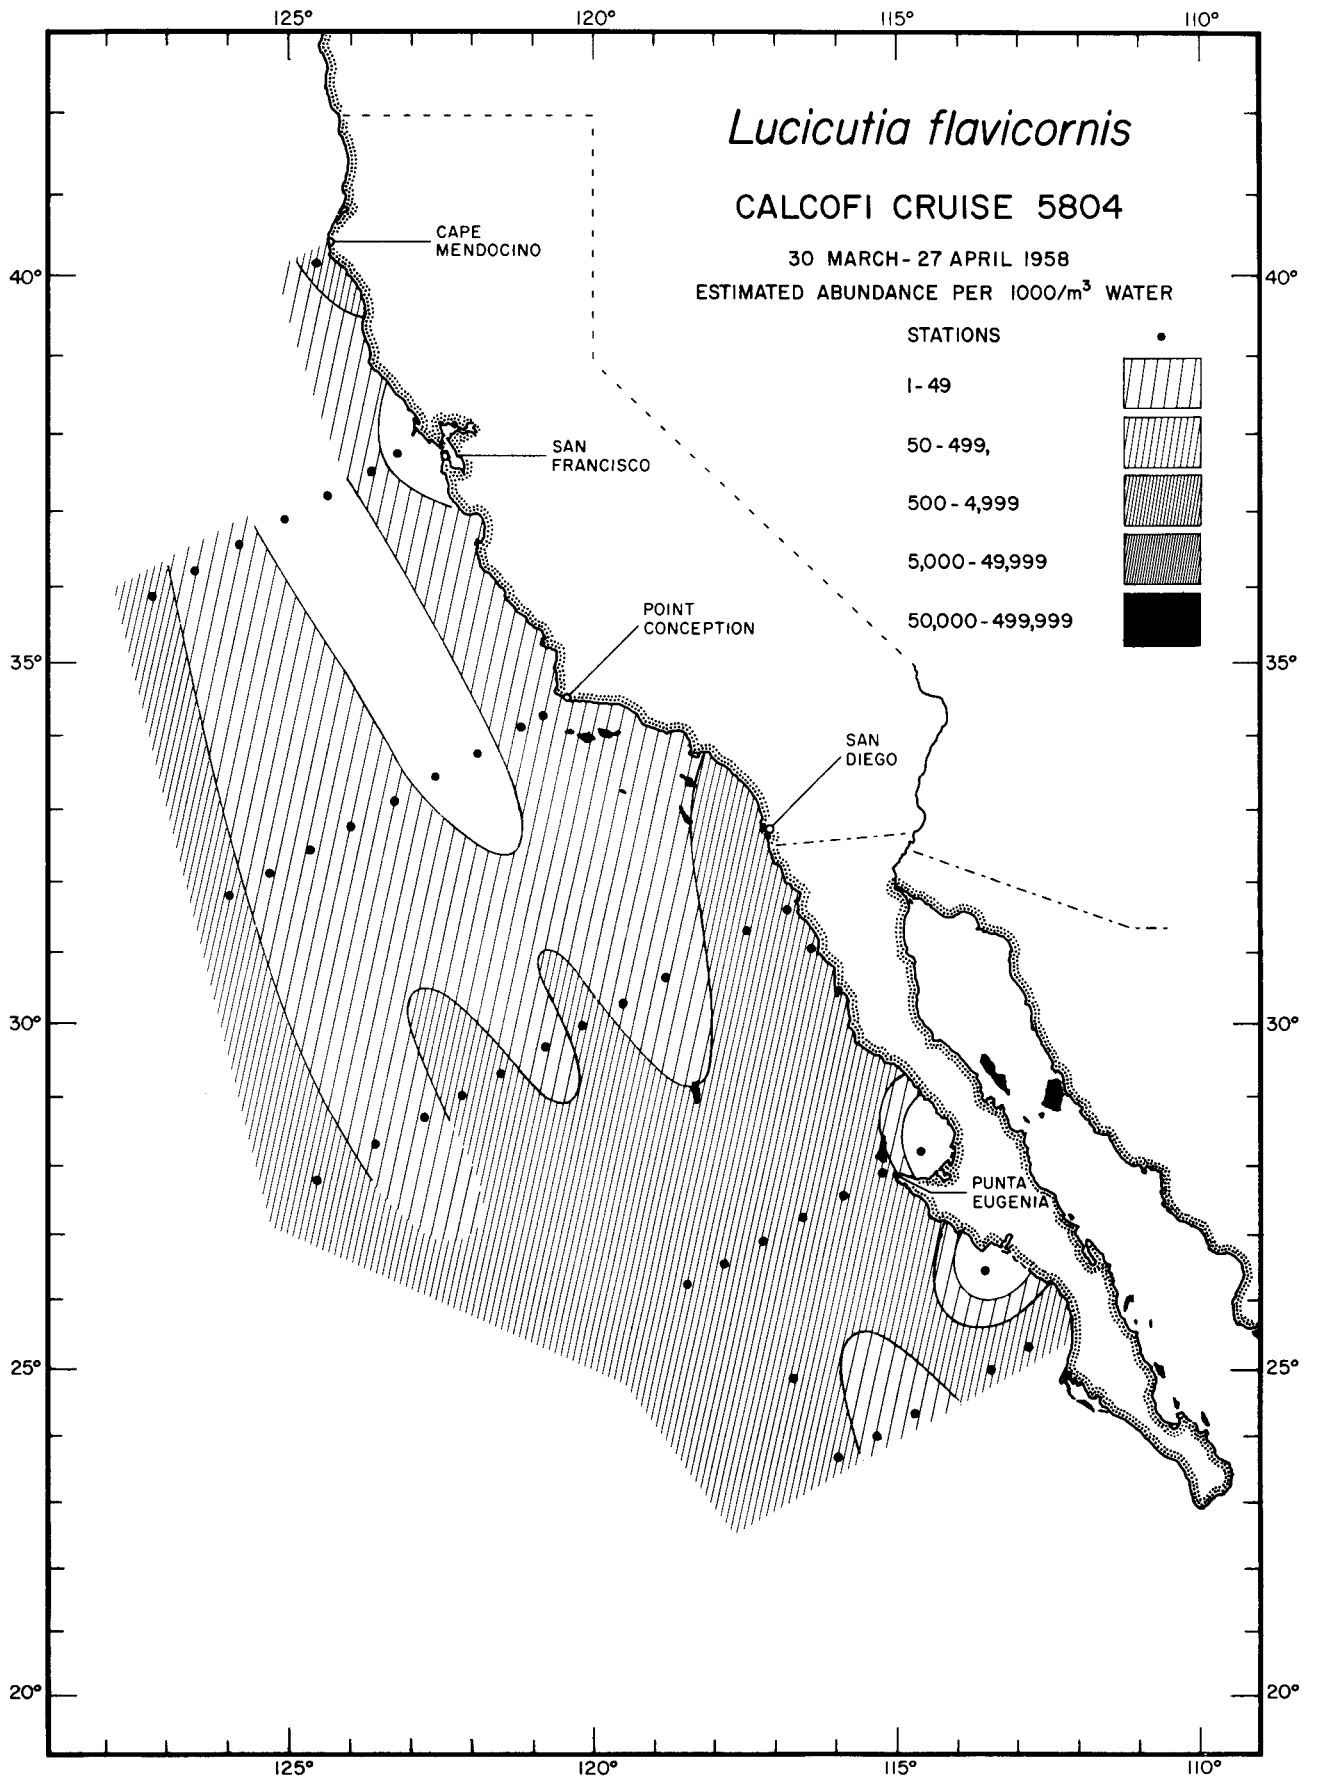 125° 120° 115° 110°
Lucicutia flavicornis
CALCOFI CRUISE 5804
30 MARCH - 27 APRIL 1958
ESTIMATED ABUNDANCE PER 1000/m³ WATER
STATIONS
1 - 49
50 - 499,
500 - 4,999
5,000 - 49,999
50,000 - 499,999
CAPE
MENDOCINO
40° 40°
SAN
FRANCISCO
POINT
CONCEPTION
35° 35°
SAN
DIEGO
30° 30°
PUNTA
EUGENIA
25° 25°
20° 20°
125° 120° 115° 110°